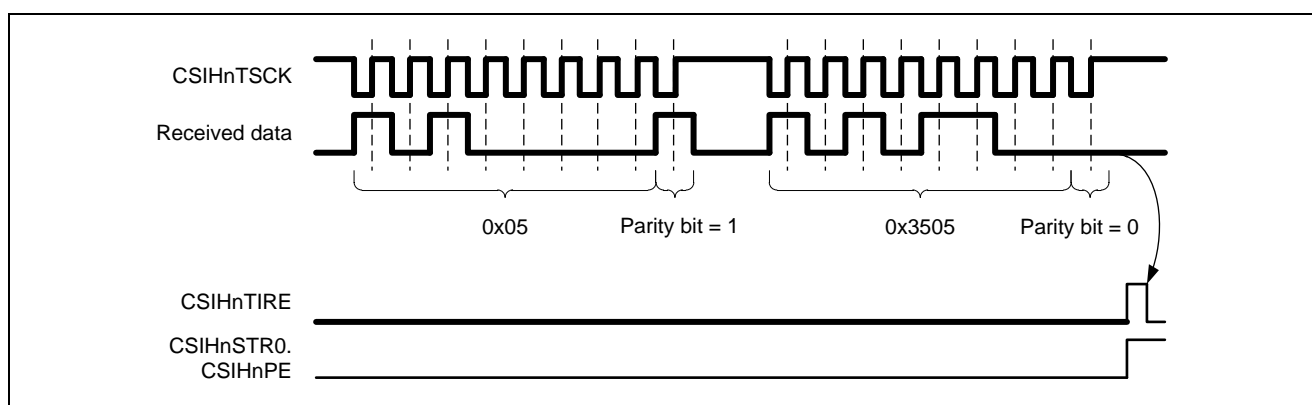 CSIHnTSCK
Received data
0x05
Parity bit = 1
0x3505
Parity bit = 0
CSIHnTIRE
CSIHnSTR0.
CSIHnPE